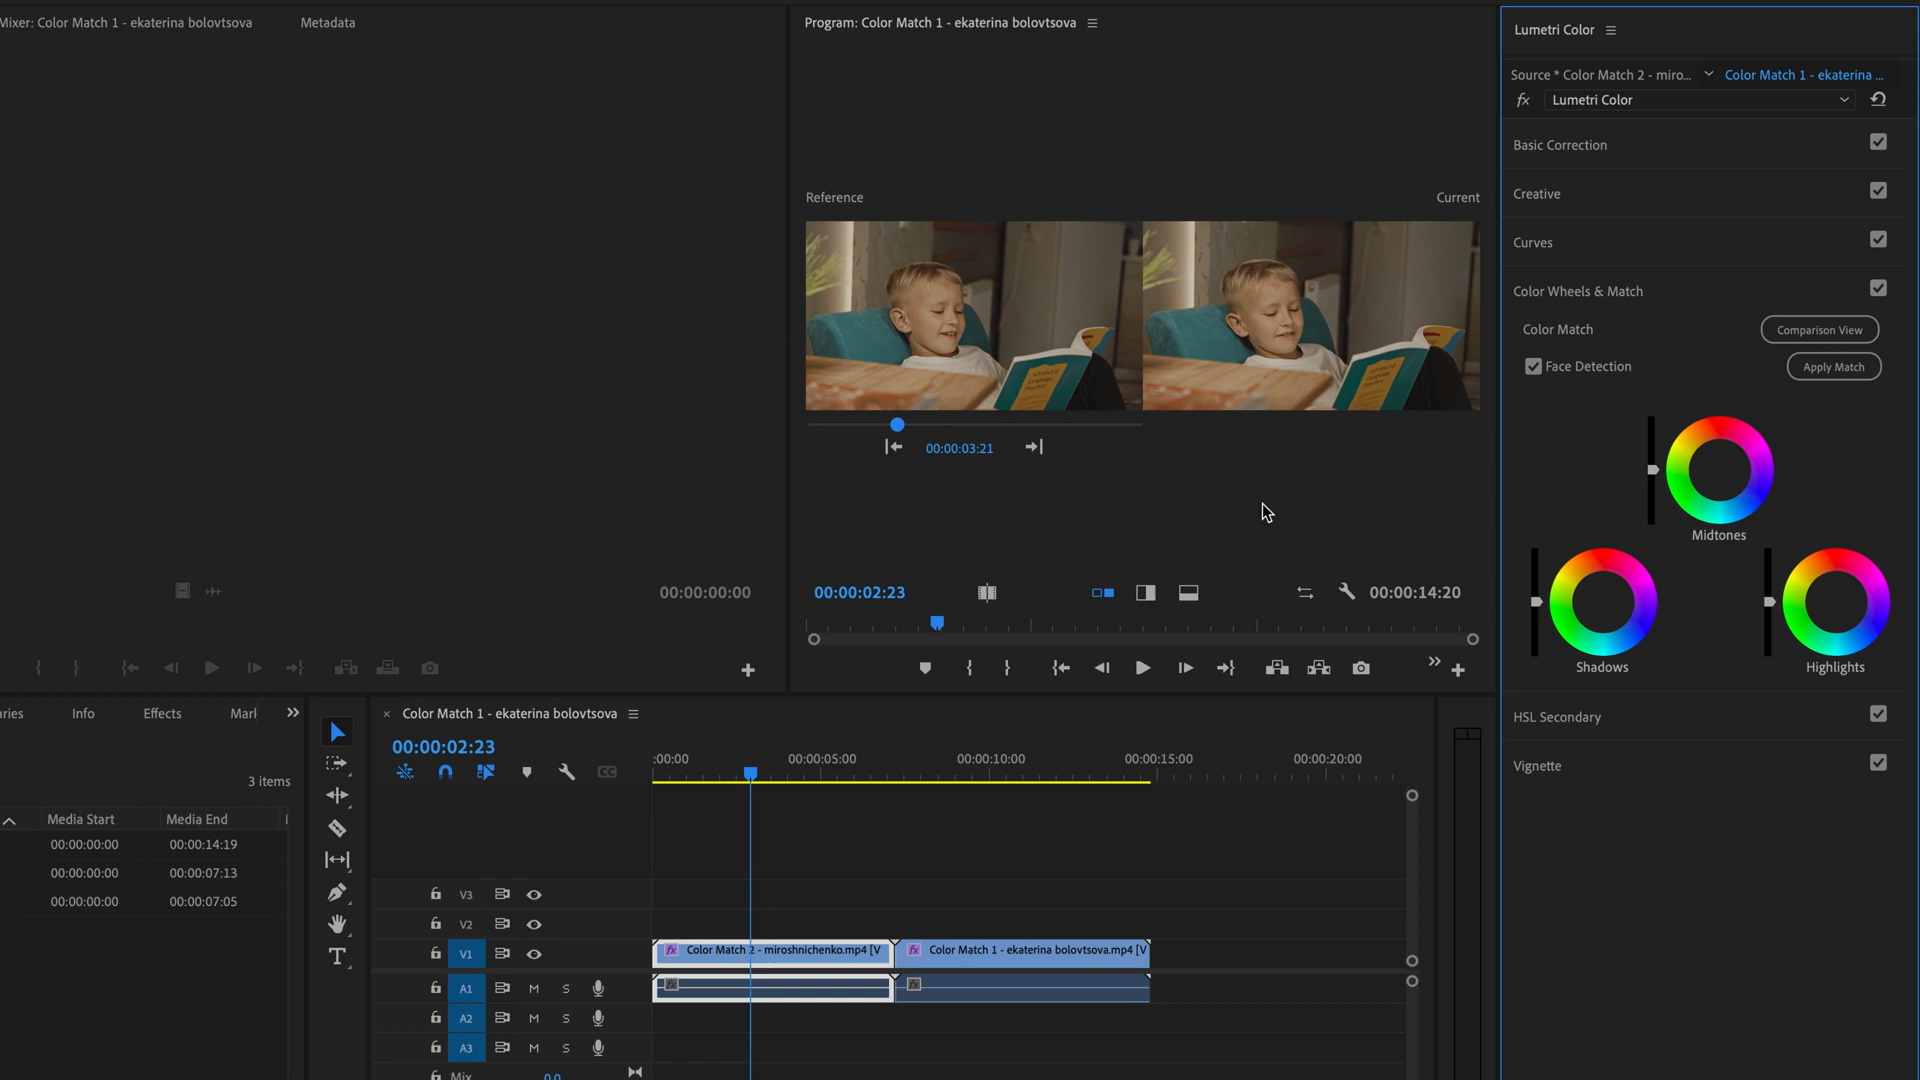 Mixer: Color Match 1 - ekaterina bolovtsova
Metadata
Program: Color Match 1 - ekaterina bolovtsova
Lumetri Color
Source * Color Match 2 - miro...
Color Match 1 - ekaterina ...
fx
Lumetri Color
Basic Correction
Creative
Curves
Color Wheels & Match
Color Match
Comparison View
Face Detection
Apply Match
Midtones
Shadows
Highlights
HSL Secondary
Vignette
Reference
Current
00:00:03:21
00:00:00:00
00:00:02:23
00:00:14:20
ries
Info
Effects
Mark
3 items
Media Start
Media End
00:00:00:00
00:00:14:19
00:00:00:00
00:00:07:13
00:00:00:00
00:00:07:05
Color Match 1 - ekaterina bolovtsova
00:00:02:23
:00:00
00:00:05:00
00:00:10:00
00:00:15:00
00:00:20:00
V3
V2
V1
fx Color Match 2 - miroshnichenko.mp4 [V
fx Color Match 1 - ekaterina bolovtsova.mp4 [V
A1 M S
fx
fx
A2 M S
A3 M S
Mix
0.0